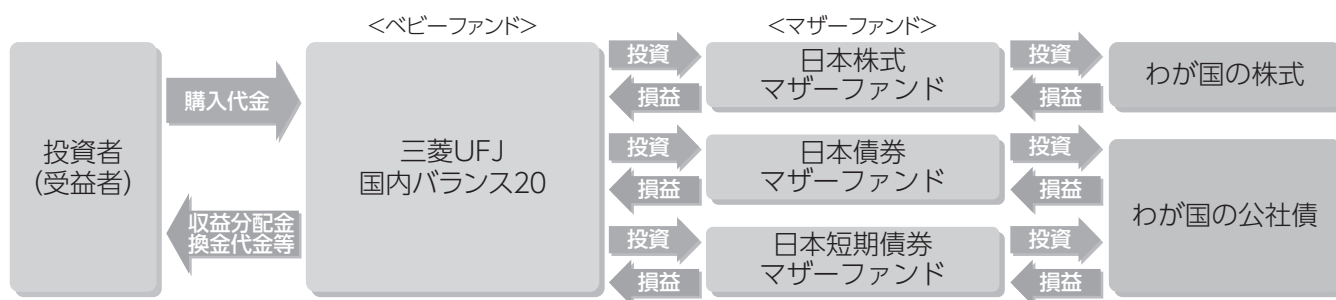 <ベビーファンド>
<マザーファンド>
投資者
(受益者)
購入代金
収益分配金
換金代金等
三菱UFJ
国内バランス20
投資
損益
日本株式
マザーファンド
投資
損益
わが国の株式
投資
損益
日本債券
マザーファンド
投資
損益
わが国の公社債
投資
損益
日本短期債券
マザーファンド
投資
損益